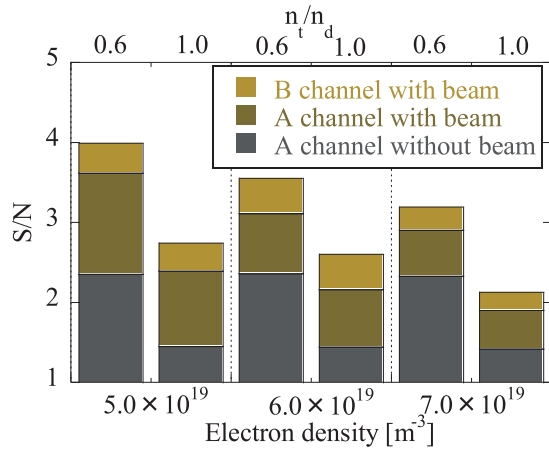 n_t/n_d
0.6 1.0 0.6 1.0 0.6 1.0
5
B channel with beam
A channel with beam
4
A channel without beam
S/N
3
2
1
5.0×10^19 6.0×10^19 7.0×10^19
Electron density [m^-3]